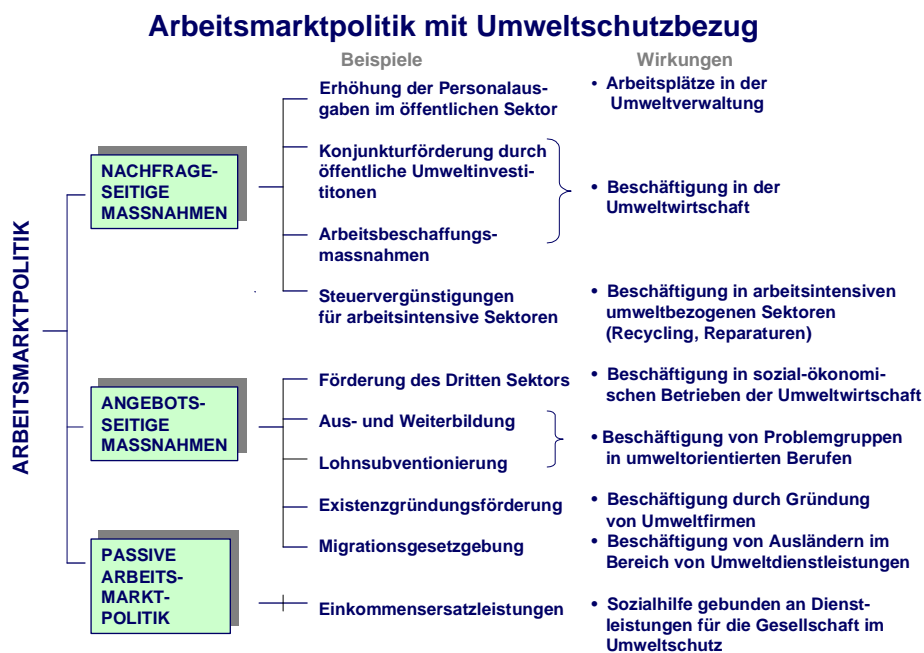 Arbeitsmarktpolitik mit Umweltschutzbezug
Beispiele
Wirkungen
ARBEITSMARKTPOLITIK
NACHFRAGE-
SEITIGE
MASSNAHMEN
Erhöhung der Personalaus-
gaben im öffentlichen Sektor
• Arbeitsplätze in der
Umweltverwaltung
Konjunkturförderung durch
öffentliche Umweltinvesti-
titonen
Arbeitsbeschaffungs-
massnahmen
• Beschäftigung in der
Umweltwirtschaft
Steuervergünstigungen
für arbeitsintensive Sektoren
• Beschäftigung in arbeitsintensiven
umweltbezogenen Sektoren
(Recycling, Reparaturen)
ANGEBOTS-
SEITIGE
MASSNAHMEN
Förderung des Dritten Sektors
• Beschäftigung in sozial-ökonomi-
schen Betrieben der Umweltwirtschaft
Aus- und Weiterbildung
Lohnsubventionierung
• Beschäftigung von Problemgruppen
in umweltorientierten Berufen
Existenzgründungsförderung
• Beschäftigung durch Gründung
von Umweltfirmen
Migrationsgesetzgebung
• Beschäftigung von Ausländern im
Bereich von Umweltdienstleistungen
PASSIVE
ARBEITS-
MARKT-
POLITIK
Einkommensersatzleistungen
• Sozialhilfe gebunden an Dienst-
leistungen für die Gesellschaft im
Umweltschutz